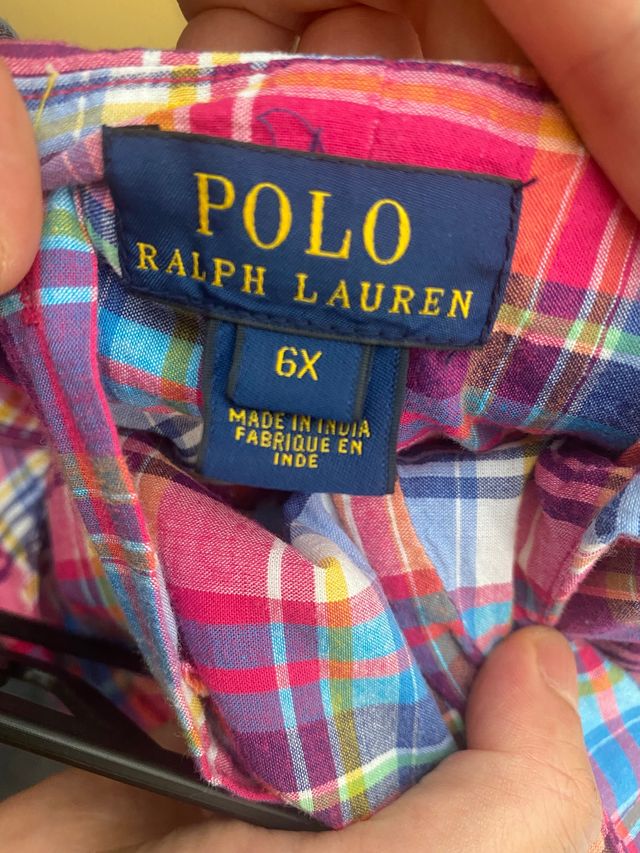 POLO
RALPH LAUREN
6X
MADE IN INDIA
FABRIQUE EN
INDE